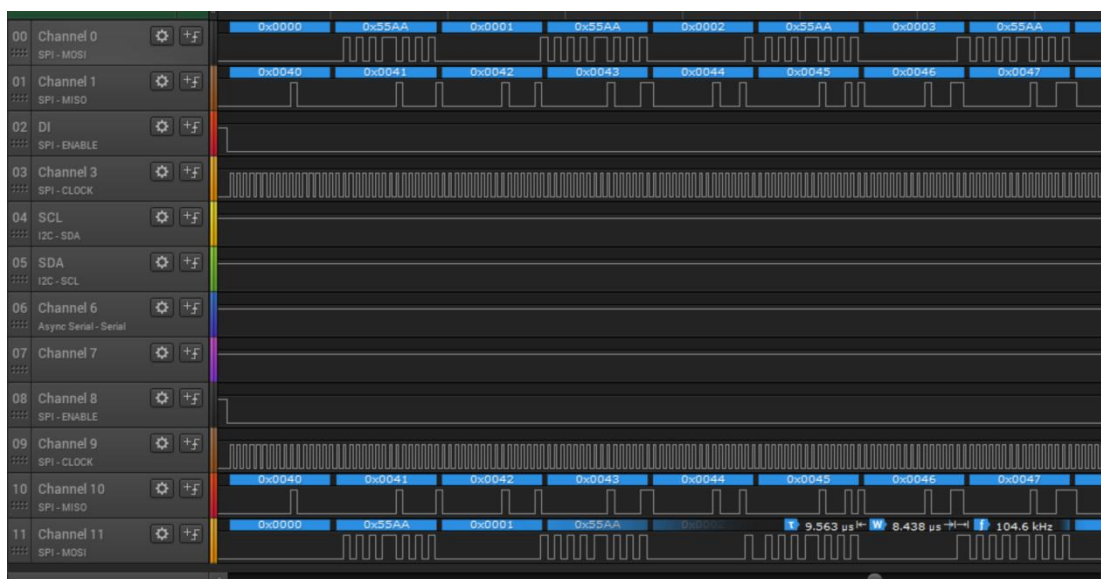 00 Channel 0
SPI - MOSI
0x0000 0x55AA 0x0001 0x55AA 0x0002 0x55AA 0x0003 0x55AA
01 Channel 1
SPI - MISO
0x0040 0x0041 0x0042 0x0043 0x0044 0x0045 0x0046 0x0047
02 DI
SPI - ENABLE
03 Channel 3
SPI - CLOCK
04 SCL
I2C - SDA
05 SDA
I2C - SCL
06 Channel 6
Async Serial - Serial
07 Channel 7
08 Channel 8
SPI - ENABLE
09 Channel 9
SPI - CLOCK
10 Channel 10
SPI - MISO
0x0040 0x0041 0x0042 0x0043 0x0044 0x0045 0x0046 0x0047
11 Channel 11
SPI - MOSI
0x0000 0x55AA 0x0001 0x55AA 0x0002 τ 9.563 µs W 8.438 µs f 104.6 kHz